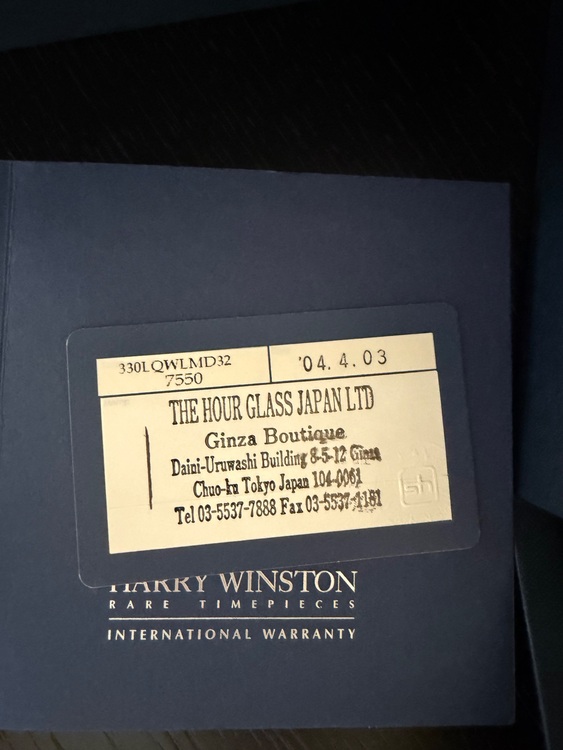 330LQWLMD32
7550
'04.4.03
THE HOUR GLASS JAPAN LTD
Ginza Boutique
Daini-Uruwashi Building 8-5-12 Ginza
Chuo-ku Tokyo Japan 104-0061
Tel 03-5537-7888 Fax 03-5537-1181
HARRY WINSTON
RARE TIMEPIECES
INTERNATIONAL WARRANTY